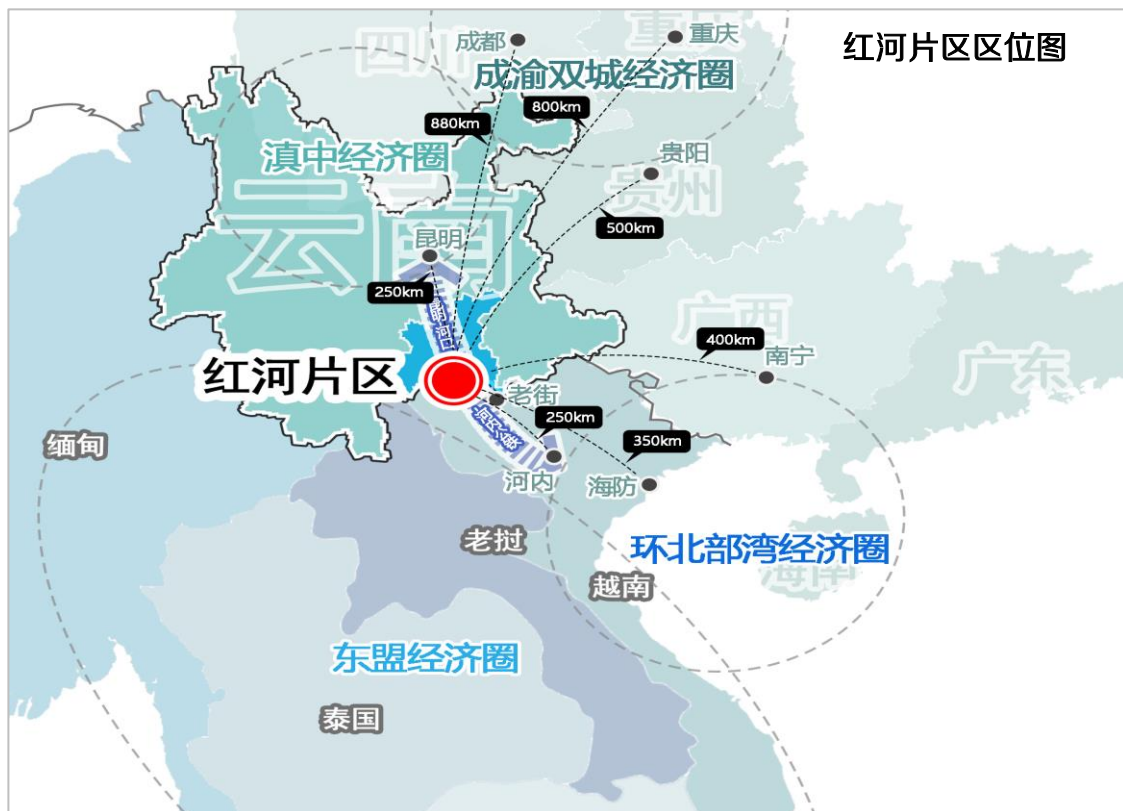 红河片区区位图
四川
重庆
成都
重庆
成渝双城经济圈
800km
880km
滇中经济圈
贵阳
贵州
云南
500km
昆明
250km
广西
400km
南宁
广东
红河片区
老街
250km
350km
缅甸
河内
海防
老挝
环北部湾经济圈
海南
越南
东盟经济圈
泰国